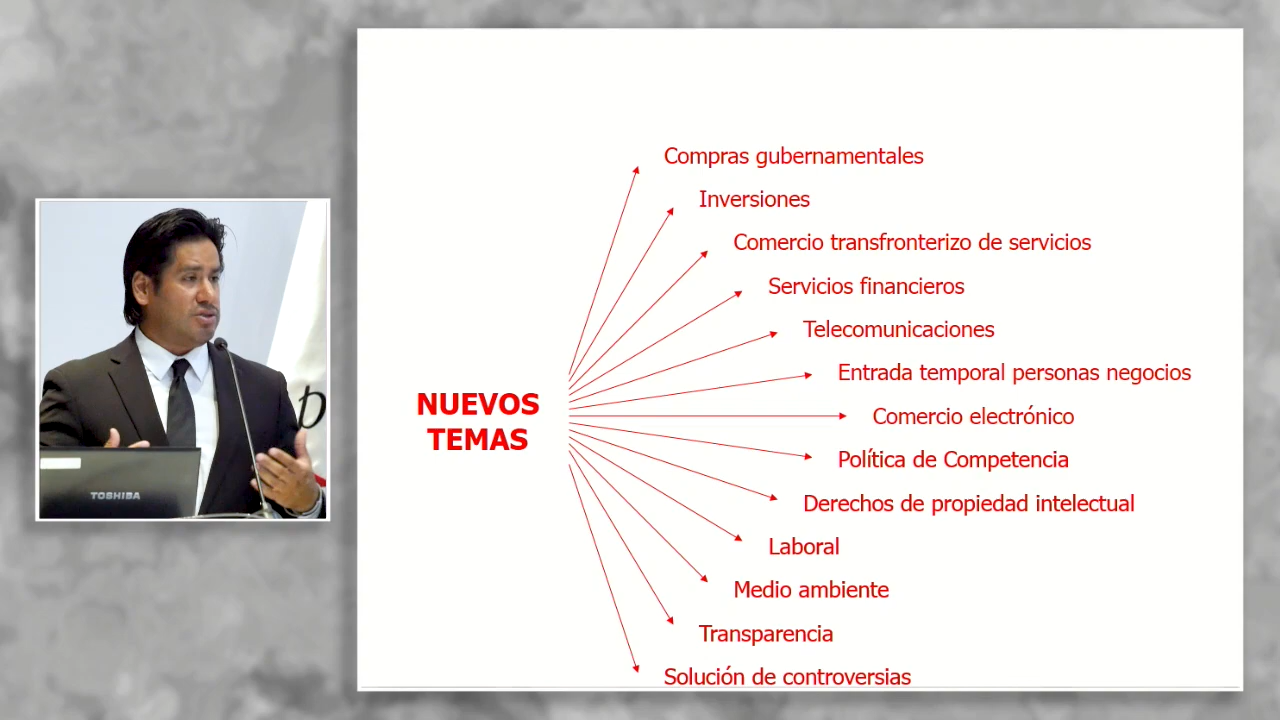 Compras gubernamentales
Inversiones
Comercio transfronterizo de servicios
Servicios financieros
Telecomunicaciones
Entrada temporal personas negocios
NUEVOS
TEMAS
Comercio electrónico
Política de Competencia
Derechos de propiedad intelectual
Laboral
Medio ambiente
Transparencia
Solución de controversias
TOSHIBA
b